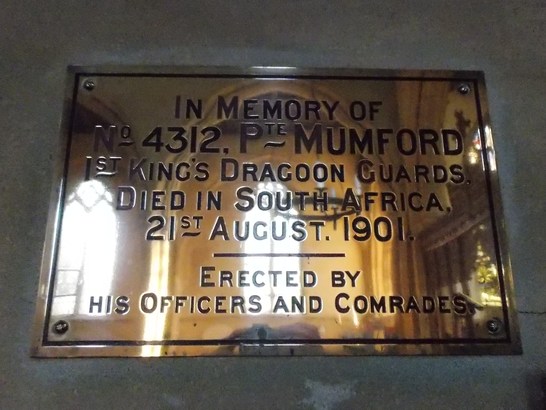 IN MEMORY OF
Nº 4312, PTE MUMFORD
1ST KING'S DRAGOON GUARDS.
DIED IN SOUTH AFRICA,
21ST AUGUST. 1901.
ERECTED BY
HIS OFFICERS AND COMRADES.